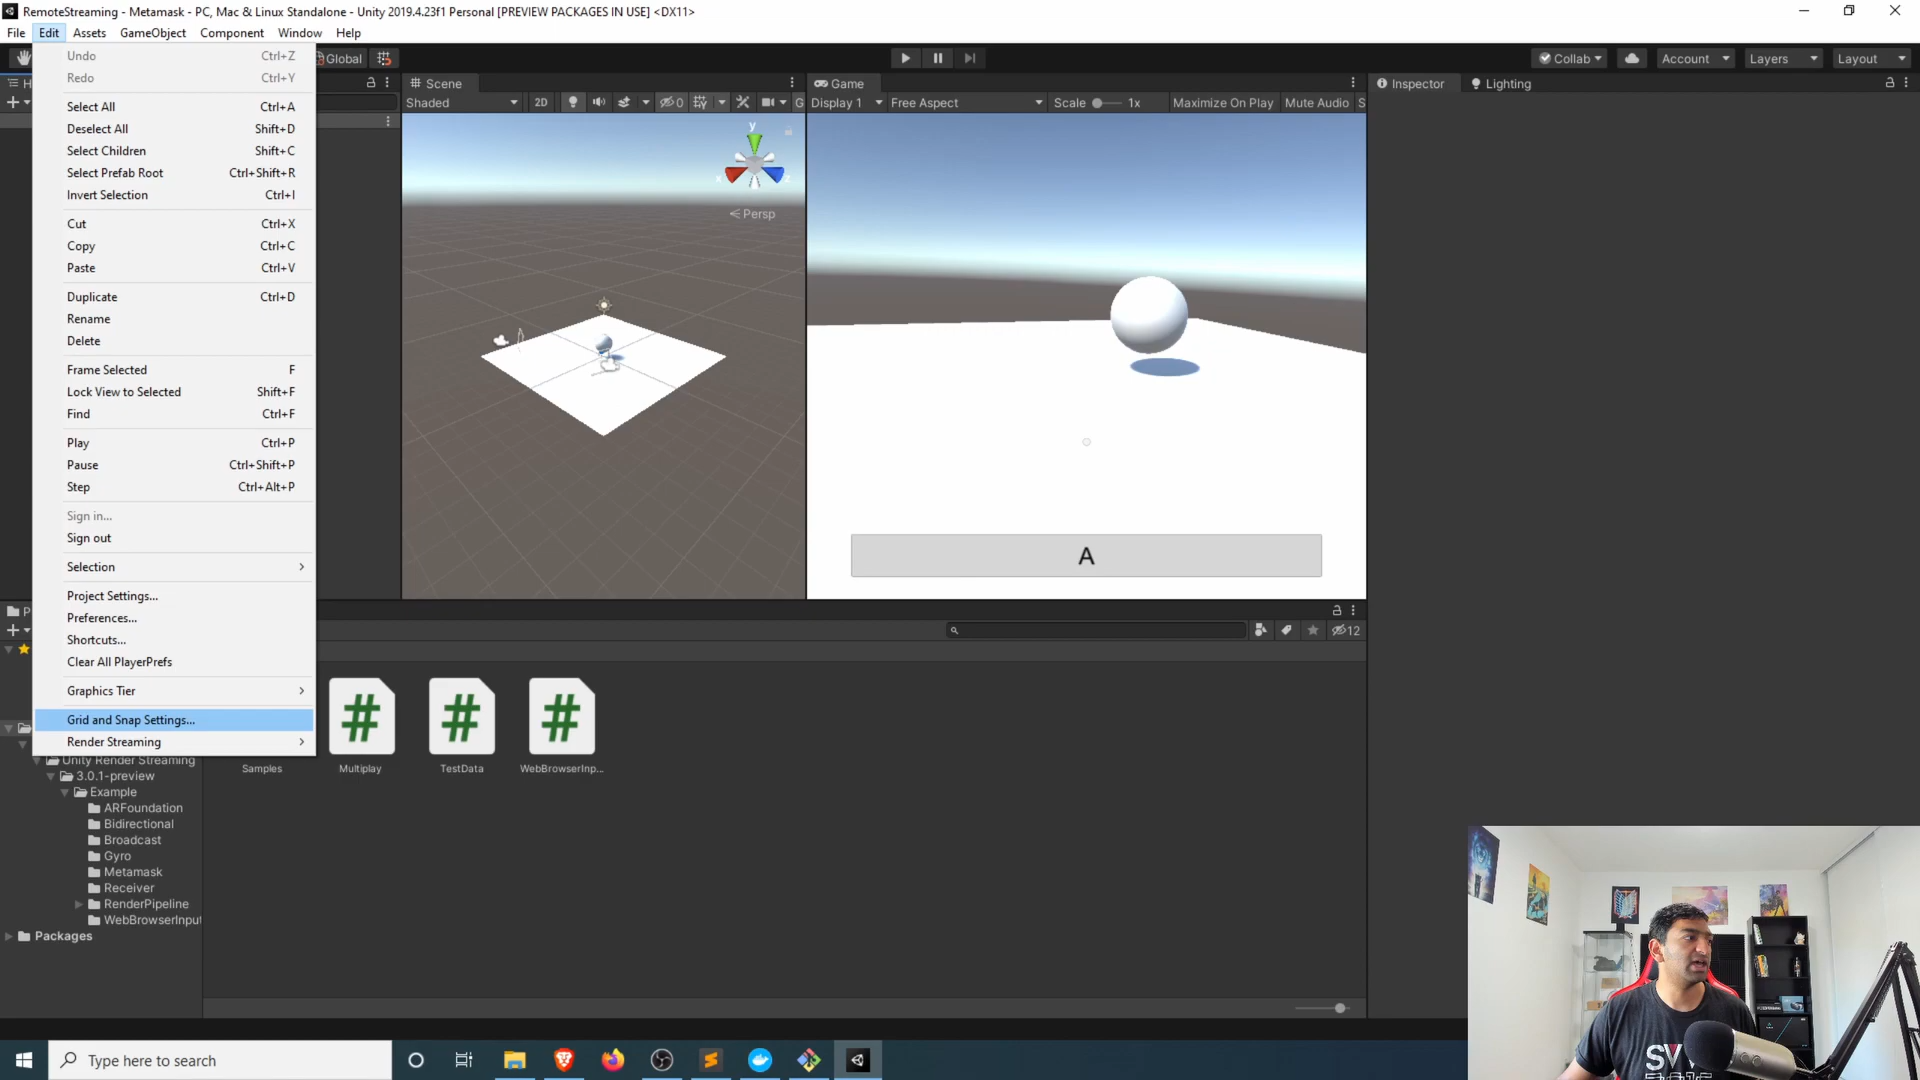 RemoteStreaming - Metamask - PC, Mac & Linux Standalone - Unity 2019.4.23f1 Personal [PREVIEW PACKAGES IN USE] <DX11>
File Edit Assets GameObject Component Window Help
Global
Collab
Account
Layers
Layout
Undo Ctrl+Z
Redo Ctrl+Y
Select All Ctrl+A
Deselect All Shift+D
Select Children Shift+C
Select Prefab Root Ctrl+Shift+R
Invert Selection Ctrl+I
Cut Ctrl+X
Copy Ctrl+C
Paste Ctrl+V
Duplicate Ctrl+D
Rename
Delete
Frame Selected F
Lock View to Selected Shift+F
Find Ctrl+F
Play Ctrl+P
Pause Ctrl+Shift+P
Step Ctrl+Alt+P
Sign in...
Sign out
Selection
Project Settings...
Preferences...
Shortcuts...
Clear All PlayerPrefs
Graphics Tier
Grid and Snap Settings...
Render Streaming
Scene
Shaded 2D 0 G
y
x z
Persp
Game
Display 1 Free Aspect Scale 1x Maximize On Play Mute Audio S
A
Inspector Lighting
12
Samples Multiplay TestData WebBrowserInp...
Unity Render Streaming
3.0.1-preview
Example
ARFoundation
Bidirectional
Broadcast
Gyro
Metamask
Receiver
RenderPipeline
WebBrowserInput
Packages
Type here to search